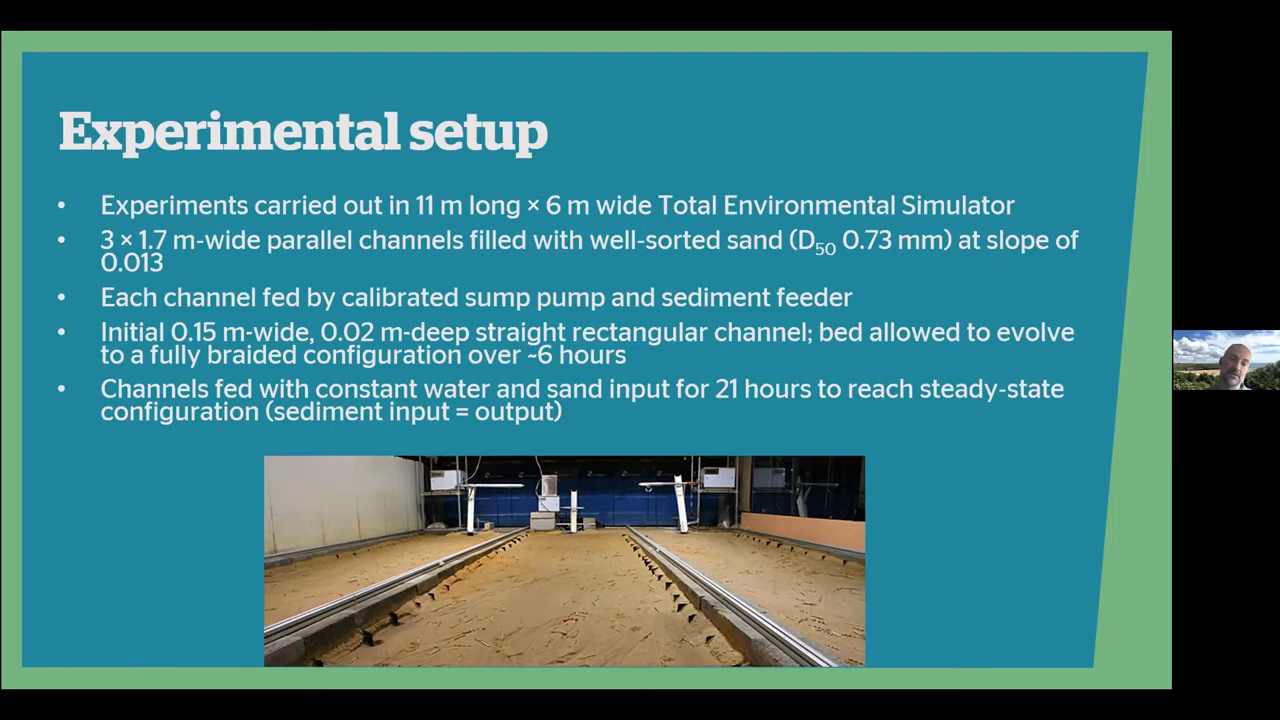 Experimental setup
• Experiments carried out in 11 m long × 6 m wide Total Environmental Simulator
• 3 × 1.7 m-wide parallel channels filled with well-sorted sand (D50 0.73 mm) at slope of
0.013
• Each channel fed by calibrated sump pump and sediment feeder
• Initial 0.15 m-wide, 0.02 m-deep straight rectangular channel; bed allowed to evolve
to a fully braided configuration over ~6 hours
• Channels fed with constant water and sand input for 21 hours to reach steady-state
configuration (sediment input = output)